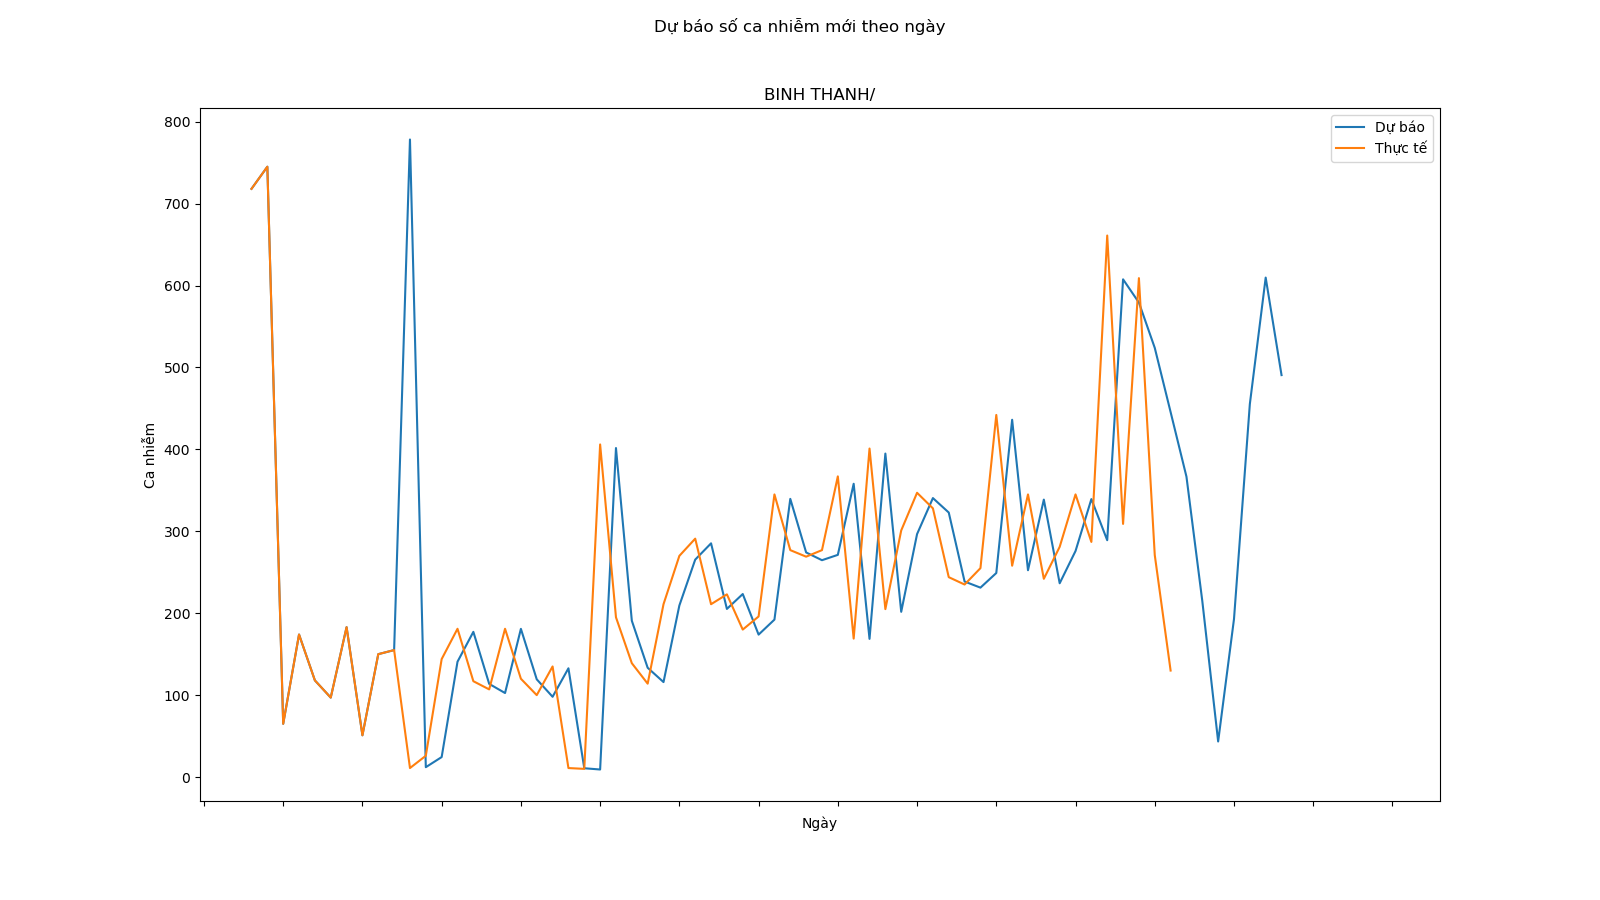 Dự báo số ca nhiễm mới theo ngày
BINH THANH/
800
700
600
500
400
300
200
100
0
Ca nhiễm
Ngày
Dự báo
Thực tế